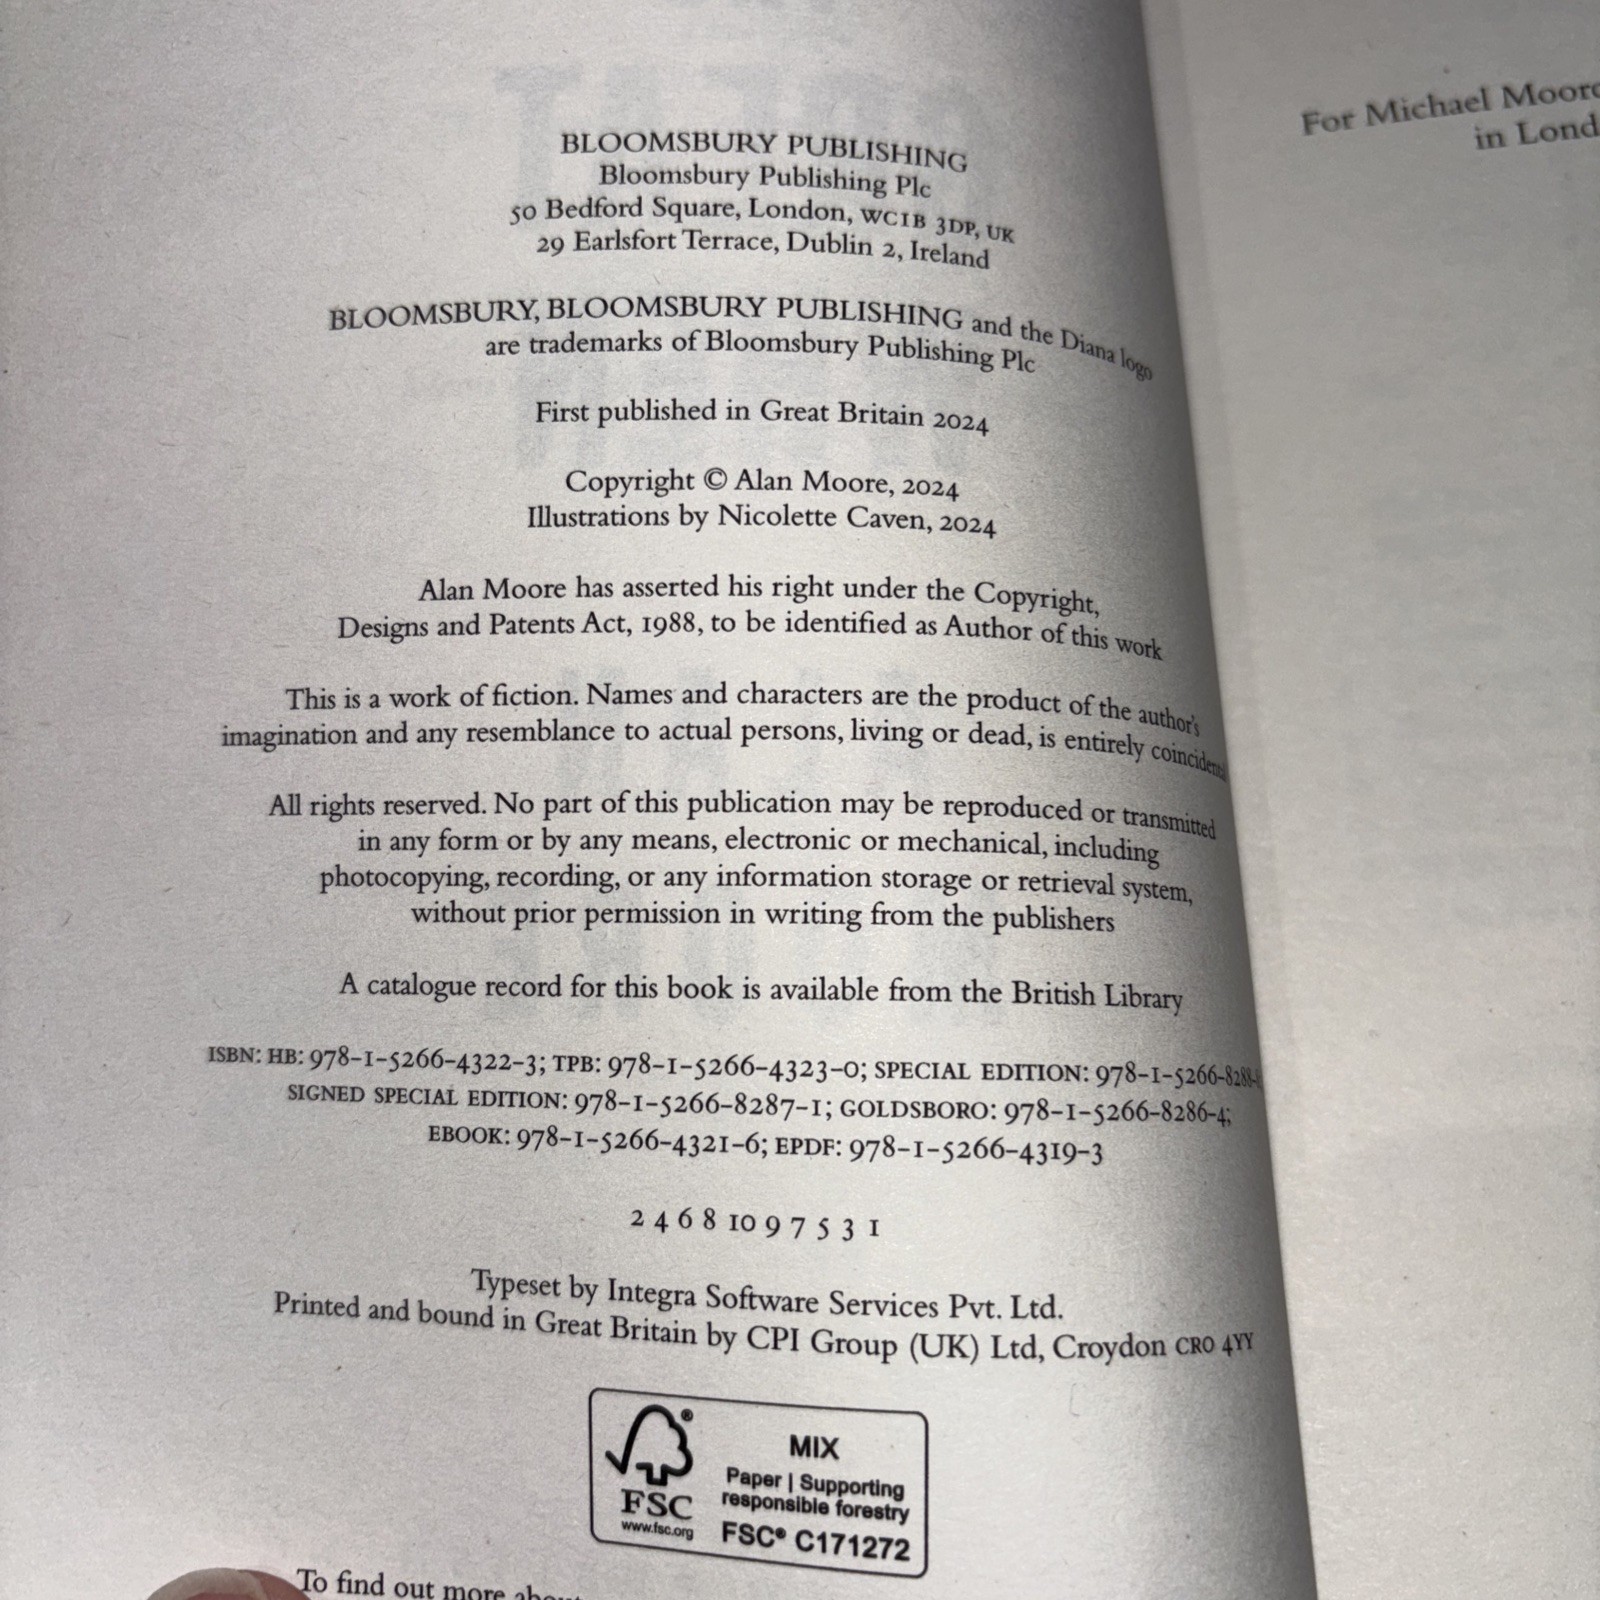 BLOOMSBURY PUBLISHING
Bloomsbury Publishing Plc
50 Bedford Square, London, WC1B 3DP, UK
29 Earlsfort Terrace, Dublin 2, Ireland
BLOOMSBURY, BLOOMSBURY PUBLISHING and the Diana logo
are trademarks of Bloomsbury Publishing Plc
First published in Great Britain 2024
Copyright © Alan Moore, 2024
Illustrations by Nicolette Caven, 2024
Alan Moore has asserted his right under the Copyright,
Designs and Patents Act, 1988, to be identified as Author of this work
This is a work of fiction. Names and characters are the product of the author's
imagination and any resemblance to actual persons, living or dead, is entirely
All rights reserved. No part of this publication may be reproduced or transmitted
in any form or by any means, electronic or mechanical, including
photocopying, recording, or any information storage or retrieval system,
without prior permission in writing from the publishers
A catalogue record for this book is available from the British Library
ISBN: HB: 978-1-5266-4322-3; TPB: 978-1-5266-4323-0; SPECIAL EDITION:
SIGNED SPECIAL EDITION: 978-1-5266-8287-1; GOLDSBORO: 978-1-5266-8286-4;
EBOOK: 978-1-5266-4321-6; EPDF: 978-1-5266-4319-3
2 4 6 8 10 9 7 5 3 1
Typeset by Integra Software Services Pvt. Ltd.
Printed and bound in Great Britain by CPI Group (UK) Ltd, Croydon CR0 4YY
FSC
www.fsc.org
MIX
Paper | Supporting
responsible forestry
FSC® C171272
To find out more
For Michael
in